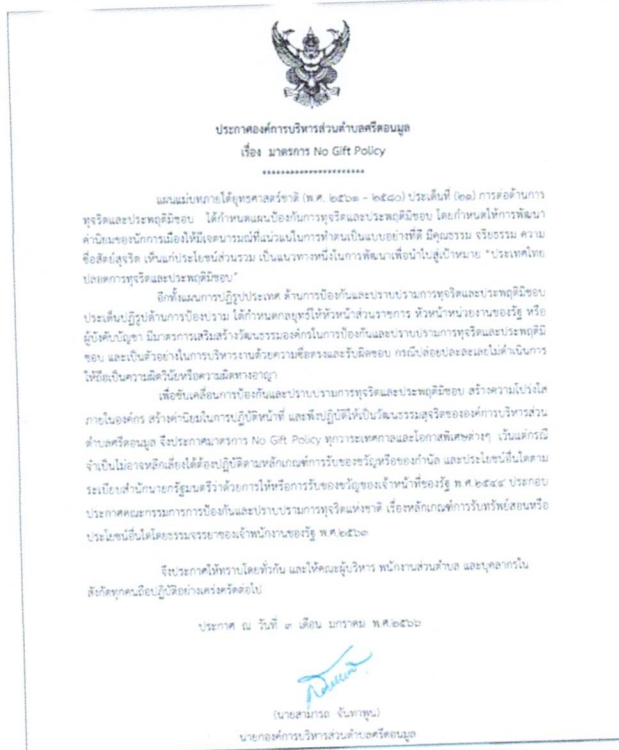 ประกาศองค์การบริหารส่วนตำบลศรีดอนมูล
เรื่อง มาตรการ No Gift Policy
**********************
แผนแม่บทภายใต้ยุทธศาสตร์ชาติ (พ.ศ. ๒๕๖๑ - ๒๕๘๐) ประเด็นที่ (๒๑) การต่อต้านการ
ทุจริตและประพฤติมิชอบ ได้กำหนดแผนป้องกันการทุจริตและประพฤติมิชอบ โดยกำหนดให้การพัฒนา
ค่านิยมของนักการเมืองให้มีเจตนารมณ์ที่แน่วแน่ในการทำตนเป็นแบบอย่างที่ดี มีคุณธรรม จริยธรรม ความ
ซื่อสัตย์สุจริต เห็นแก่ประโยชน์ส่วนรวม เป็นแนวทางหนึ่งในการพัฒนาเพื่อนำไปสู่เป้าหมาย "ประเทศไทย
ปลอดการทุจริตและประพฤติมิชอบ"
อีกทั้งแผนการปฏิรูปประเทศ ด้านการป้องกันและปราบปรามการทุจริตและประพฤติมิชอบ
ประเด็นปฏิรูปด้านการป้องปราม ได้กำหนดกลยุทธ์ให้หัวหน้าส่วนราชการ หัวหน้าหน่วยงานของรัฐ หรือ
ผู้บังคับบัญชา มีมาตรการเสริมสร้างวัฒนธรรมองค์กรในการป้องกันและปราบปรามการทุจริตและประพฤติมิ
ชอบ และเป็นตัวอย่างในการบริหารงานด้วยความซื่อตรงและรับผิดชอบ กรณีปล่อยปละละเลยไม่ดำเนินการ
ให้ถือเป็นความผิดวินัยหรือความผิดทางอาญา
เพื่อขับเคลื่อนการป้องกันและปราบปรามการทุจริตและประพฤติมิชอบ สร้างความโปร่งใส
ภายในองค์กร สร้างค่านิยมในการปฏิบัติหน้าที่ และพึงปฏิบัติให้เป็นวัฒนธรรมสุจริตขององค์การบริหารส่วน
ตำบลศรีดอนมูล จึงประกาศมาตรการ No Gift Policy ทุกวาระเทศกาลและโอกาสพิเศษต่างๆ เว้นแต่กรณี
จำเป็นไม่อาจหลีกเลี่ยงได้ต้องปฏิบัติตามหลักเกณฑ์การรับของขวัญหรือของกำนัล และประโยชน์อื่นใดตาม
ระเบียบสำนักนายกรัฐมนตรีว่าด้วยการให้หรือการรับของขวัญของเจ้าหน้าที่ของรัฐ พ.ศ.๒๕๔๔ ประกอบ
ประกาศคณะกรรมการการป้องกันและปราบปรามการทุจริตแห่งชาติ เรื่องหลักเกณฑ์การรับทรัพย์สินหรือ
ประโยชน์อื่นใดโดยธรรมจรรยาของเจ้าพนักงานของรัฐ พ.ศ.๒๕๖๓
จึงประกาศให้ทราบโดยทั่วกัน และให้คณะผู้บริหาร พนักงานส่วนตำบล และบุคลากรใน
สังกัดทุกคนถือปฏิบัติอย่างเคร่งครัดต่อไป
ประกาศ ณ วันที่ ๓ เดือน มกราคม พ.ศ.๒๕๖๖
(นายสามารถ จันทาพูน)
นายกองค์การบริหารส่วนตำบลศรีดอนมูล